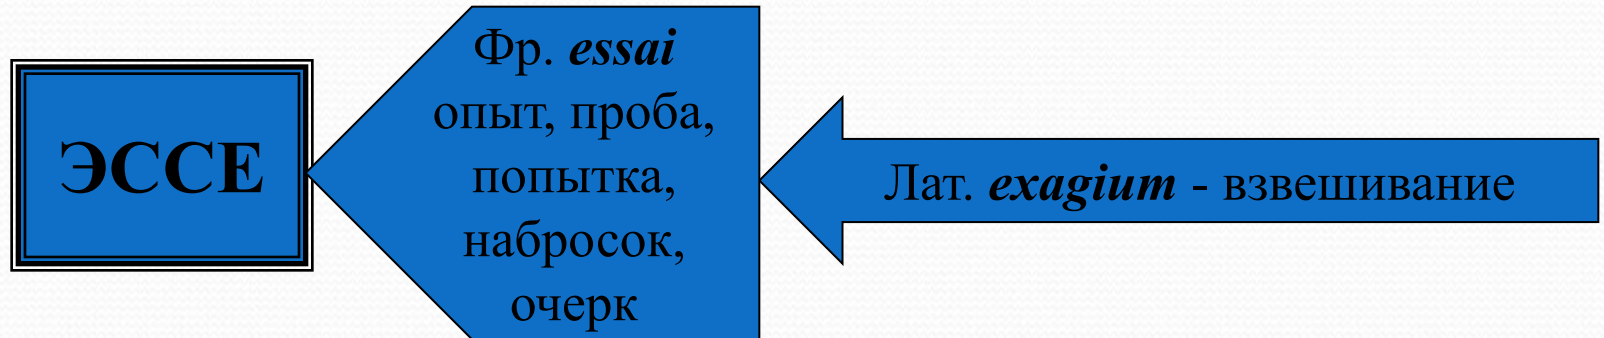 ЭССЕ
Фр. essai
опыт, проба,
попытка,
набросок,
очерк
Лат. exagium - взвешивание